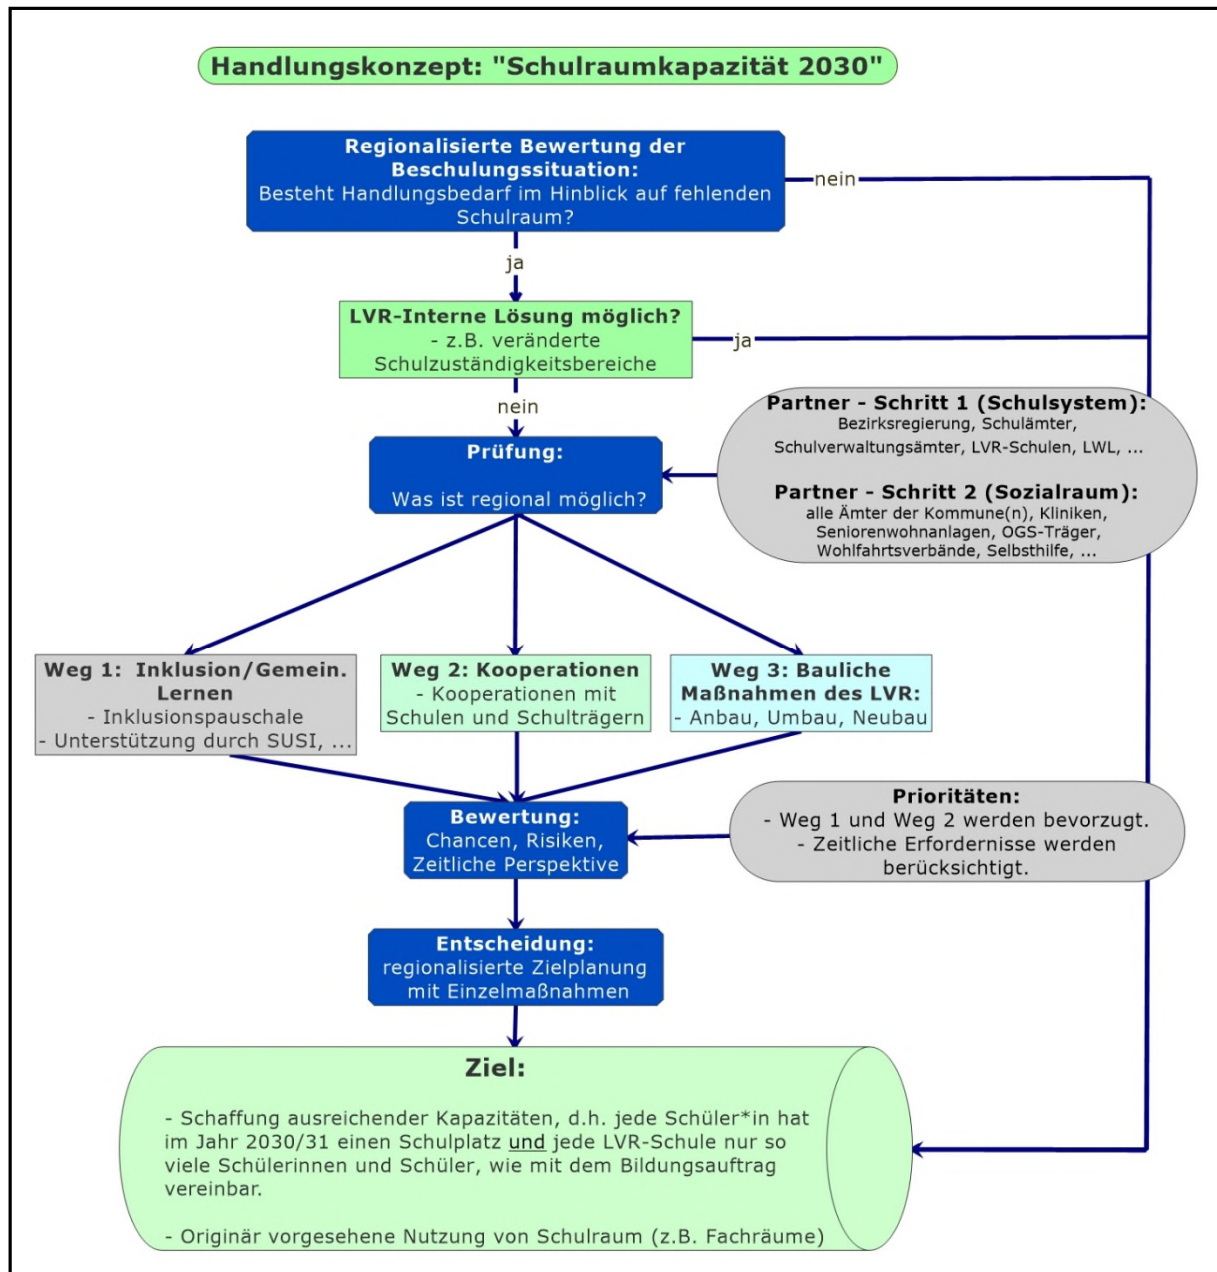 Handlungskonzept: "Schulraumkapazität 2030"
Regionalisierte Bewertung der
Beschulungssituation:
Besteht Handlungsbedarf im Hinblick auf fehlenden
Schulraum?
nein
ja
LVR-Interne Lösung möglich?
- z.B. veränderte
Schulzuständigkeitsbereiche
ja
nein
Partner - Schritt 1 (Schulsystem):
Bezirksregierung, Schulämter,
Schulverwaltungsämter, LVR-Schulen, LWL, ...
Partner - Schritt 2 (Sozialraum):
alle Ämter der Kommune(n), Kliniken,
Seniorenwohnanlagen, OGS-Träger,
Wohlfahrtsverbände, Selbsthilfe, ...
Prüfung:
Was ist regional möglich?
Weg 1:  Inklusion/Gemein.
Lernen
- Inklusionspauschale
- Unterstützung durch SUSI, ...
Weg 2: Kooperationen
- Kooperationen mit
Schulen und Schulträgern
Weg 3: Bauliche
Maßnahmen des LVR:
- Anbau, Umbau, Neubau
Bewertung:
Chancen, Risiken,
Zeitliche Perspektive
Prioritäten:
- Weg 1 und Weg 2 werden bevorzugt.
- Zeitliche Erfordernisse werden
berücksichtigt.
Entscheidung:
regionalisierte Zielplanung
mit Einzelmaßnahmen
Ziel:
- Schaffung ausreichender Kapazitäten, d.h. jede Schüler*in hat
im Jahr 2030/31 einen Schulplatz und jede LVR-Schule nur so
viele Schülerinnen und Schüler, wie mit dem Bildungsauftrag
vereinbar.
- Originär vorgesehene Nutzung von Schulraum (z.B. Fachräume)